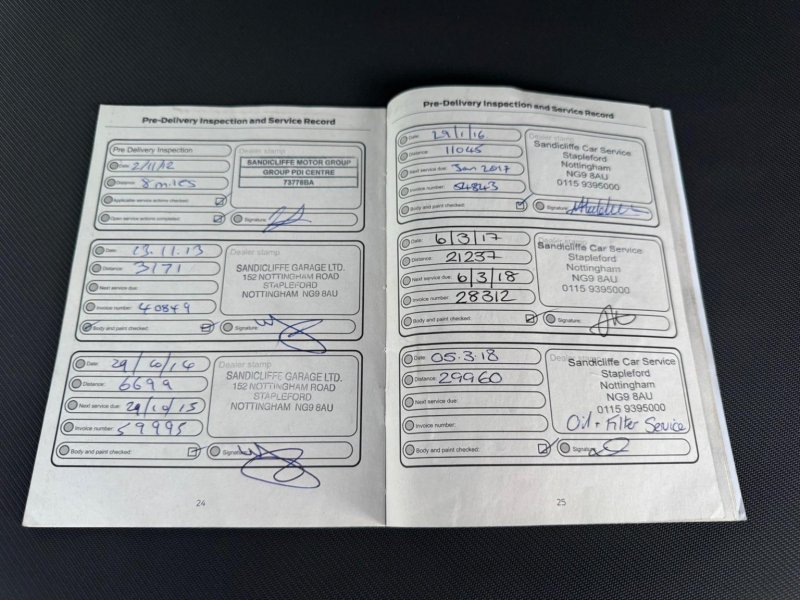 Pre-Delivery Inspection and Service Record
Pre Delivery Inspection
Date: 2/11/12
Distance: 8 miles
Applicable service actions checked:
Open service actions completed:
Dealer stamp
SANDICLIFFE MOTOR GROUP
GROUP PDI CENTRE
73778BA
Signature:
Date: 13.11.13
Distance: 3171
Next service due:
Invoice number: 40849
Body and paint checked:
Dealer stamp
SANDICLIFFE GARAGE LTD.
152 NOTTINGHAM ROAD
STAPLEFORD
NOTTINGHAM NG9 8AU
Signature:
Date: 29/10/14
Distance: 6699
Next service due: 29/10/15
Invoice number: 59995
Body and paint checked:
Dealer stamp
SANDICLIFFE GARAGE LTD.
152 NOTTINGHAM ROAD
STAPLEFORD
NOTTINGHAM NG9 8AU
Signature:
24
Pre-Delivery Inspection and Service Record
Date: 29/1/16
Distance: 11045
Next service due: Jan 2017
Invoice number: 04843
Body and paint checked:
Dealer stamp
Sandicliffe Car Service
Stapleford
Nottingham
NG9 8AU
0115 9395000
Signature:
Date: 6/3/17
Distance: 21237
Next service due: 6/3/18
Invoice number: 28312
Body and paint checked:
Dealer stamp
Sandicliffe Car Service
Stapleford
Nottingham
NG9 8AU
0115 9395000
Signature:
Date: 05.3.18
Distance: 29960
Next service due:
Invoice number:
Body and paint checked:
Dealer stamp
Sandicliffe Car Service
Stapleford
Nottingham
NG9 8AU
0115 9395000
Oil + Filter Service
Signature:
25